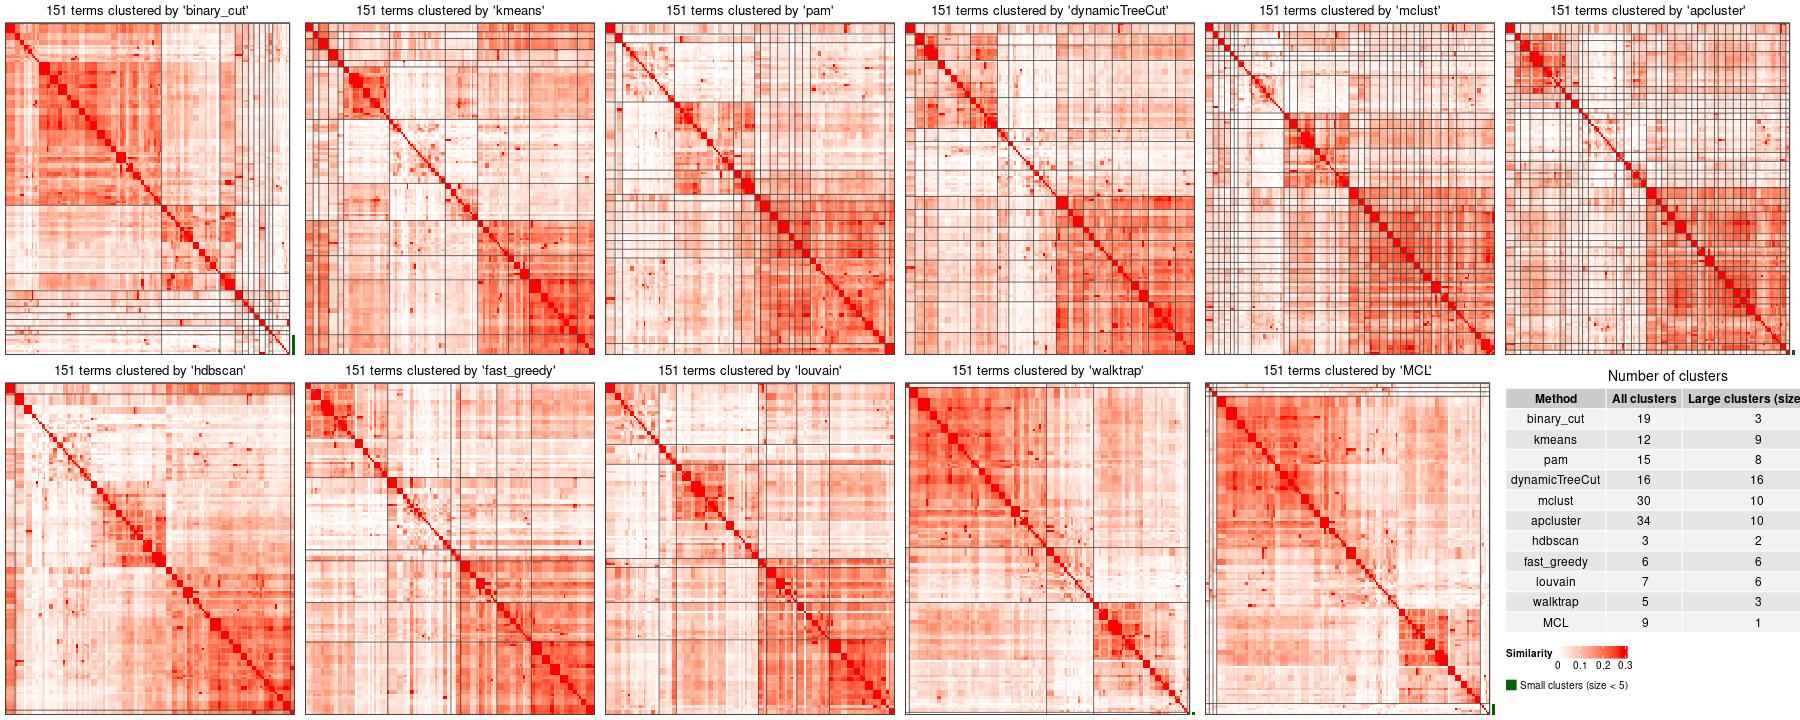 151 terms clustered by 'binary_cut'
151 terms clustered by 'kmeans'
151 terms clustered by 'pam'
151 terms clustered by 'dynamicTreeCut'
151 terms clustered by 'mclust'
151 terms clustered by 'apcluster'
151 terms clustered by 'hdbscan'
151 terms clustered by 'fast_greedy'
151 terms clustered by 'louvain'
151 terms clustered by 'walktrap'
151 terms clustered by 'MCL'
Number of clusters
Method All clusters Large clusters (size
binary_cut 19 3
kmeans 12 9
pam 15 8
dynamicTreeCut 16 16
mclust 30 10
apcluster 34 10
hdbscan 3 2
fast_greedy 6 6
louvain 7 6
walktrap 5 3
MCL 9 1
Similarity
0 0.1 0.2 0.3
Small clusters (size < 5)